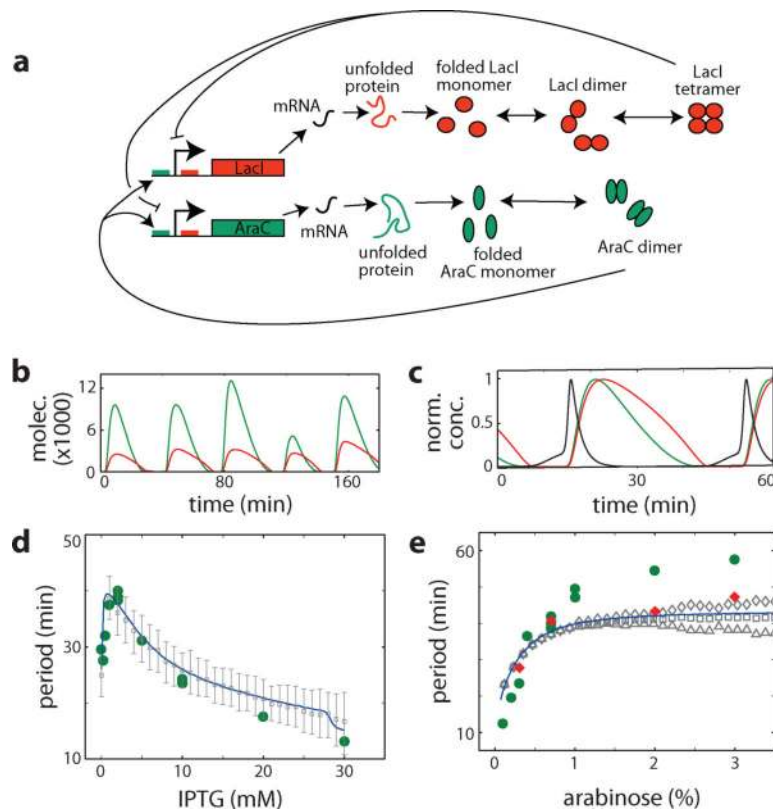 a
unfolded
protein
folded LacI
monomer
LacI dimer
LacI
tetramer
mRNA
LacI
AraC
mRNA
unfolded
protein
folded
AraC monomer
AraC dimer
b
molec.
(x1000)
12
6
0
0
80
160
time (min)
c
norm.
conc.
1
0.5
0
0
30
60
time (min)
d
period (min)
50
30
10
0
10
20
30
IPTG (mM)
e
period (min)
60
10
0
1
2
3
arabinose (%)